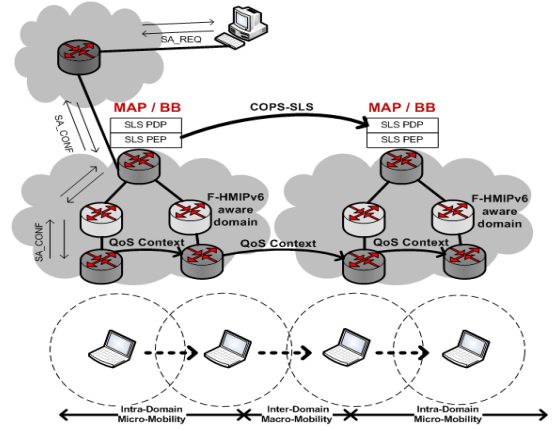 SA_REQ
MAP / BB
COPS-SLS
MAP / BB
SLS PDP
SLS PEP
SLS PDP
SLS PEP
SA_CONF
F-HMIPv6
aware
domain
F-HMIPv6
aware
domain
SA_CONF
QoS Context
QoS Context
QoS Context
Intra-Domain
Micro-Mobility
Inter-Domain
Macro-Mobility
Intra-Domain
Micro-Mobility